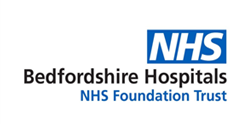 NHS
Bedfordshire Hospitals
NHS Foundation Trust